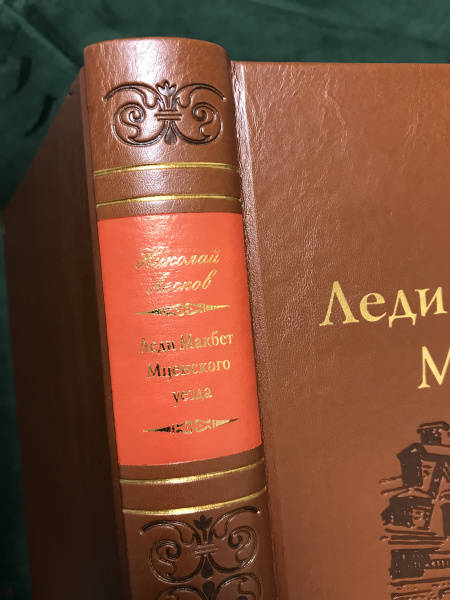 Николай
Лесков
Леди Макбет
Мценского
уезда
Леди
М